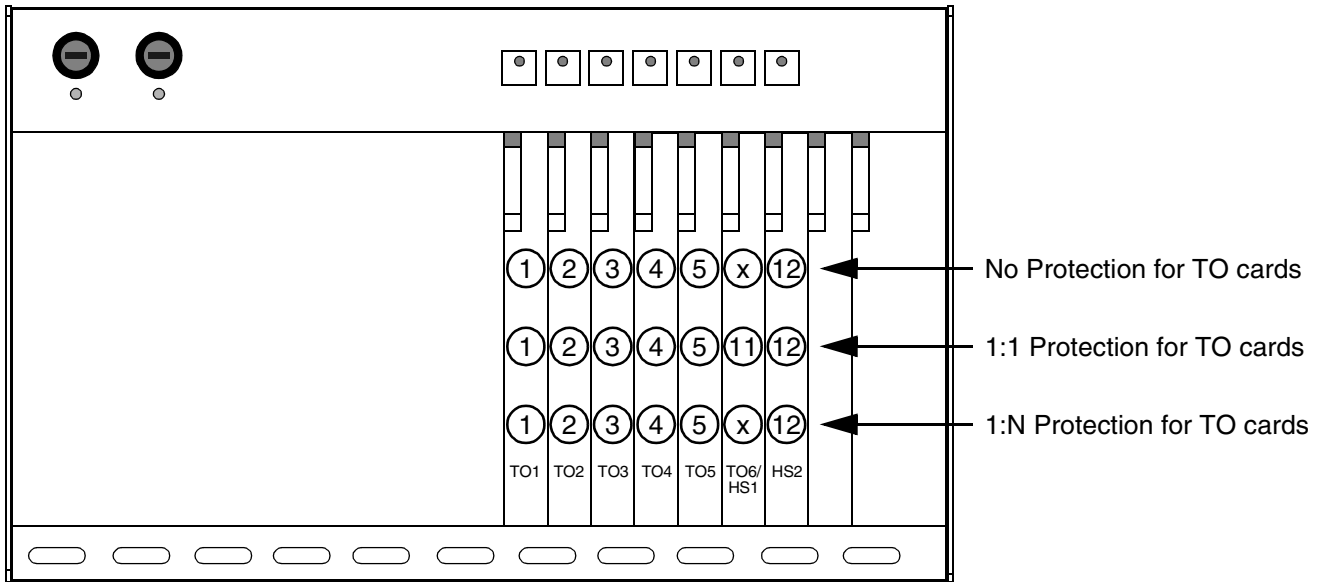 1 2 3 4 5 x 12 No Protection for TO cards
1 2 3 4 5 11 12 1:1 Protection for TO cards
1 2 3 4 5 x 12 1:N Protection for TO cards
TO1 TO2 TO3 TO4 TO5 TO6/ HS2
HS1